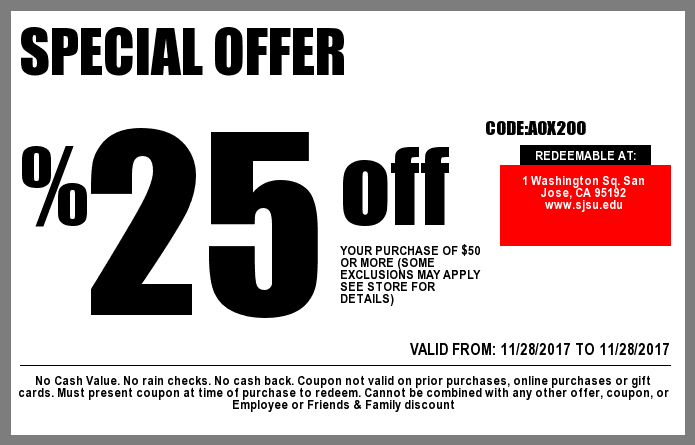 SPECIAL OFFER
%25 off
CODE:AOX200
REDEEMABLE AT:
1 Washington Sq. San
Jose, CA 95192
www.sjsu.edu
YOUR PURCHASE OF $50
OR MORE (SOME
EXCLUSIONS MAY APPLY
SEE STORE FOR
DETAILS)
VALID FROM: 11/28/2017 TO 11/28/2017
No Cash Value. No rain checks. No cash back. Coupon not valid on prior purchases, online purchases or gift
cards. Must present coupon at time of purchase to redeem. Cannot be combined with any other offer, coupon, or
Employee or Friends & Family discount